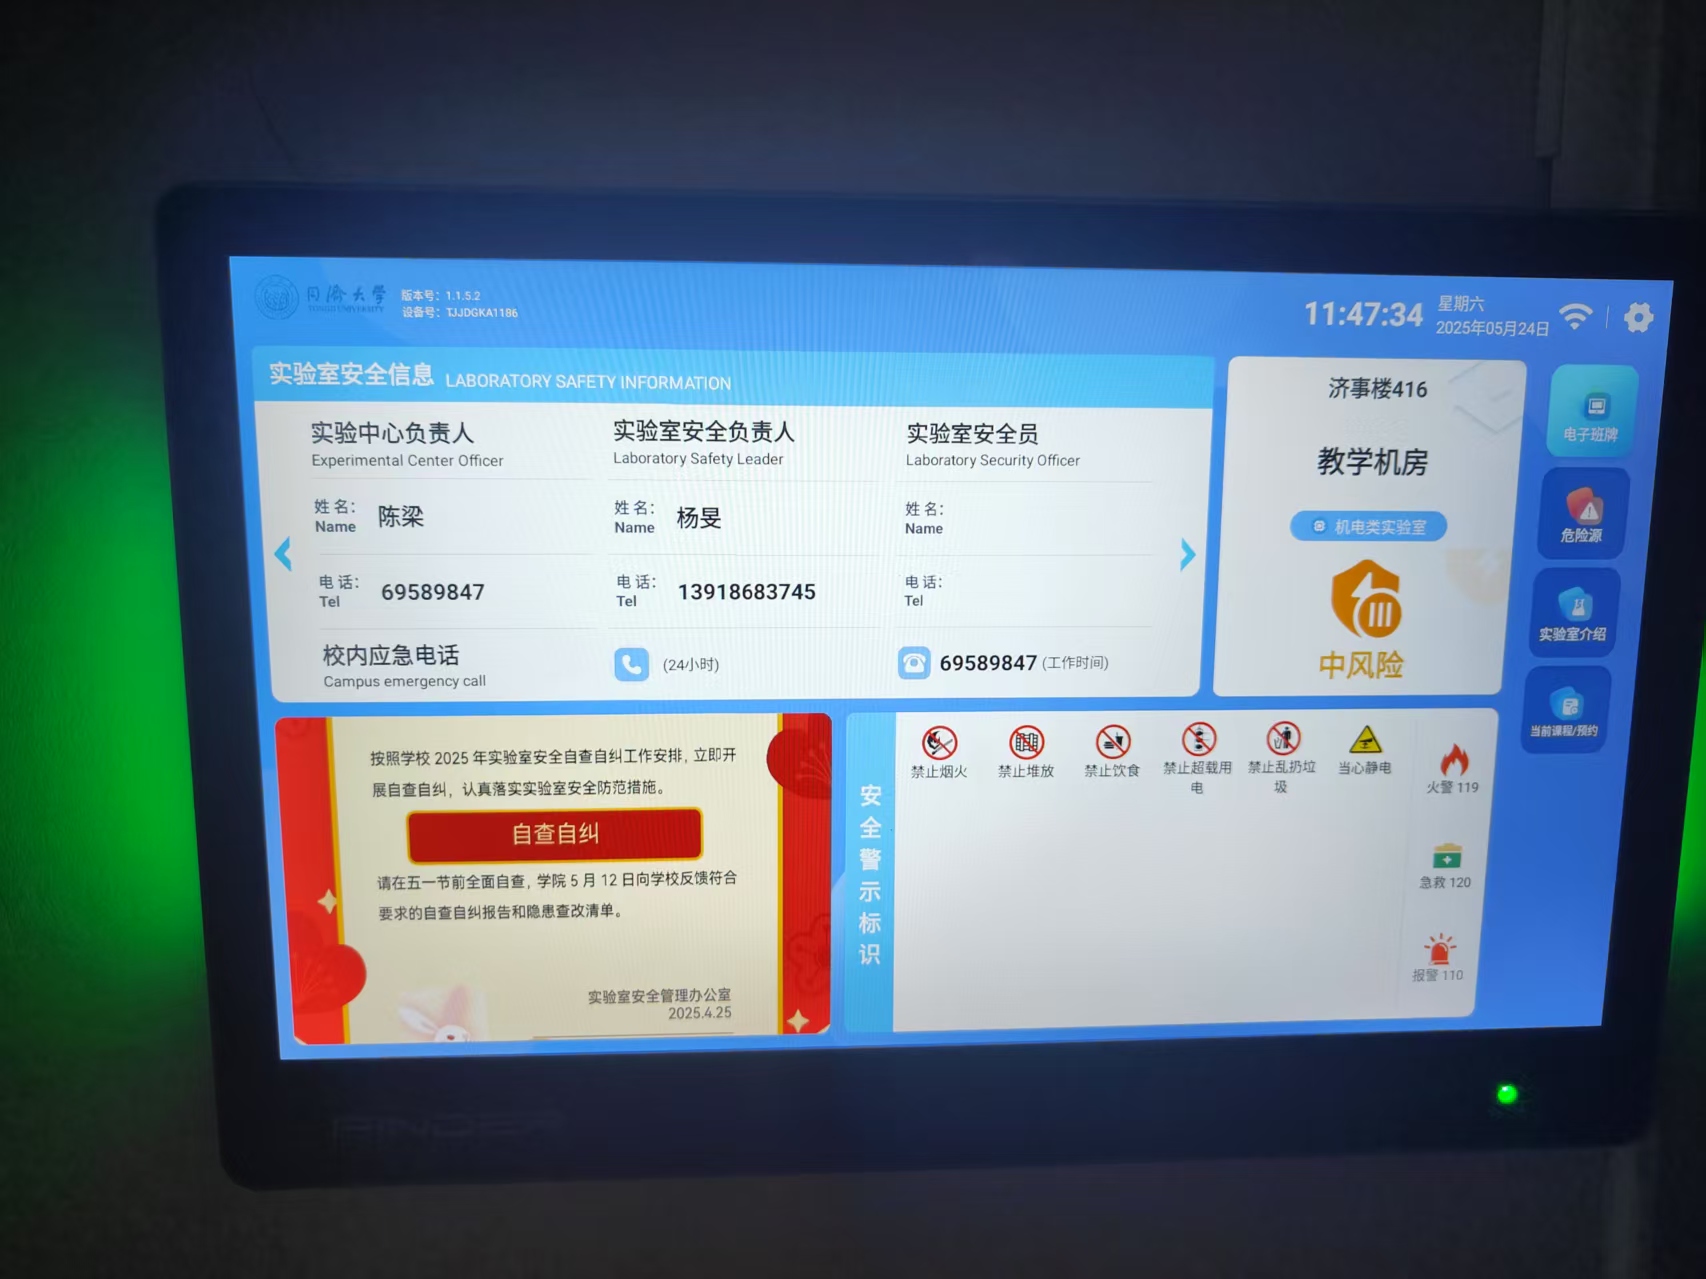 同济大学
TONGJI UNIVERSITY
版本号：1.1.5.2
设备号：TJJDGKA1186
11:47:34
星期六
2025年05月24日
实验室安全信息 LABORATORY SAFETY INFORMATION
实验中心负责人
Experimental Center Officer
姓名：
Name
陈梁
电话：
Tel
69589847
实验室安全负责人
Laboratory Safety Leader
姓名：
Name
杨旻
电话：
Tel
13918683745
实验室安全员
Laboratory Security Officer
姓名：
Name
电话：
Tel
校内应急电话
Campus emergency call
(24小时)
69589847 (工作时间)
济事楼416
教学机房
机电类实验室
中风险
电子班牌
危险源
实验室介绍
当前课程/预约
按照学校 2025 年实验室安全自查自纠工作安排，立即开
展自查自纠，认真落实实验室安全防范措施。
自查自纠
请在五一节前全面自查，学院 5 月 12 日向学校反馈符合
要求的自查自纠报告和隐患查改清单。
实验室安全管理办公室
2025.4.25
安全警示标识
禁止烟火
禁止堆放
禁止饮食
禁止超载用
电
禁止乱扔垃
圾
当心静电
火警 119
急救 120
报警 110